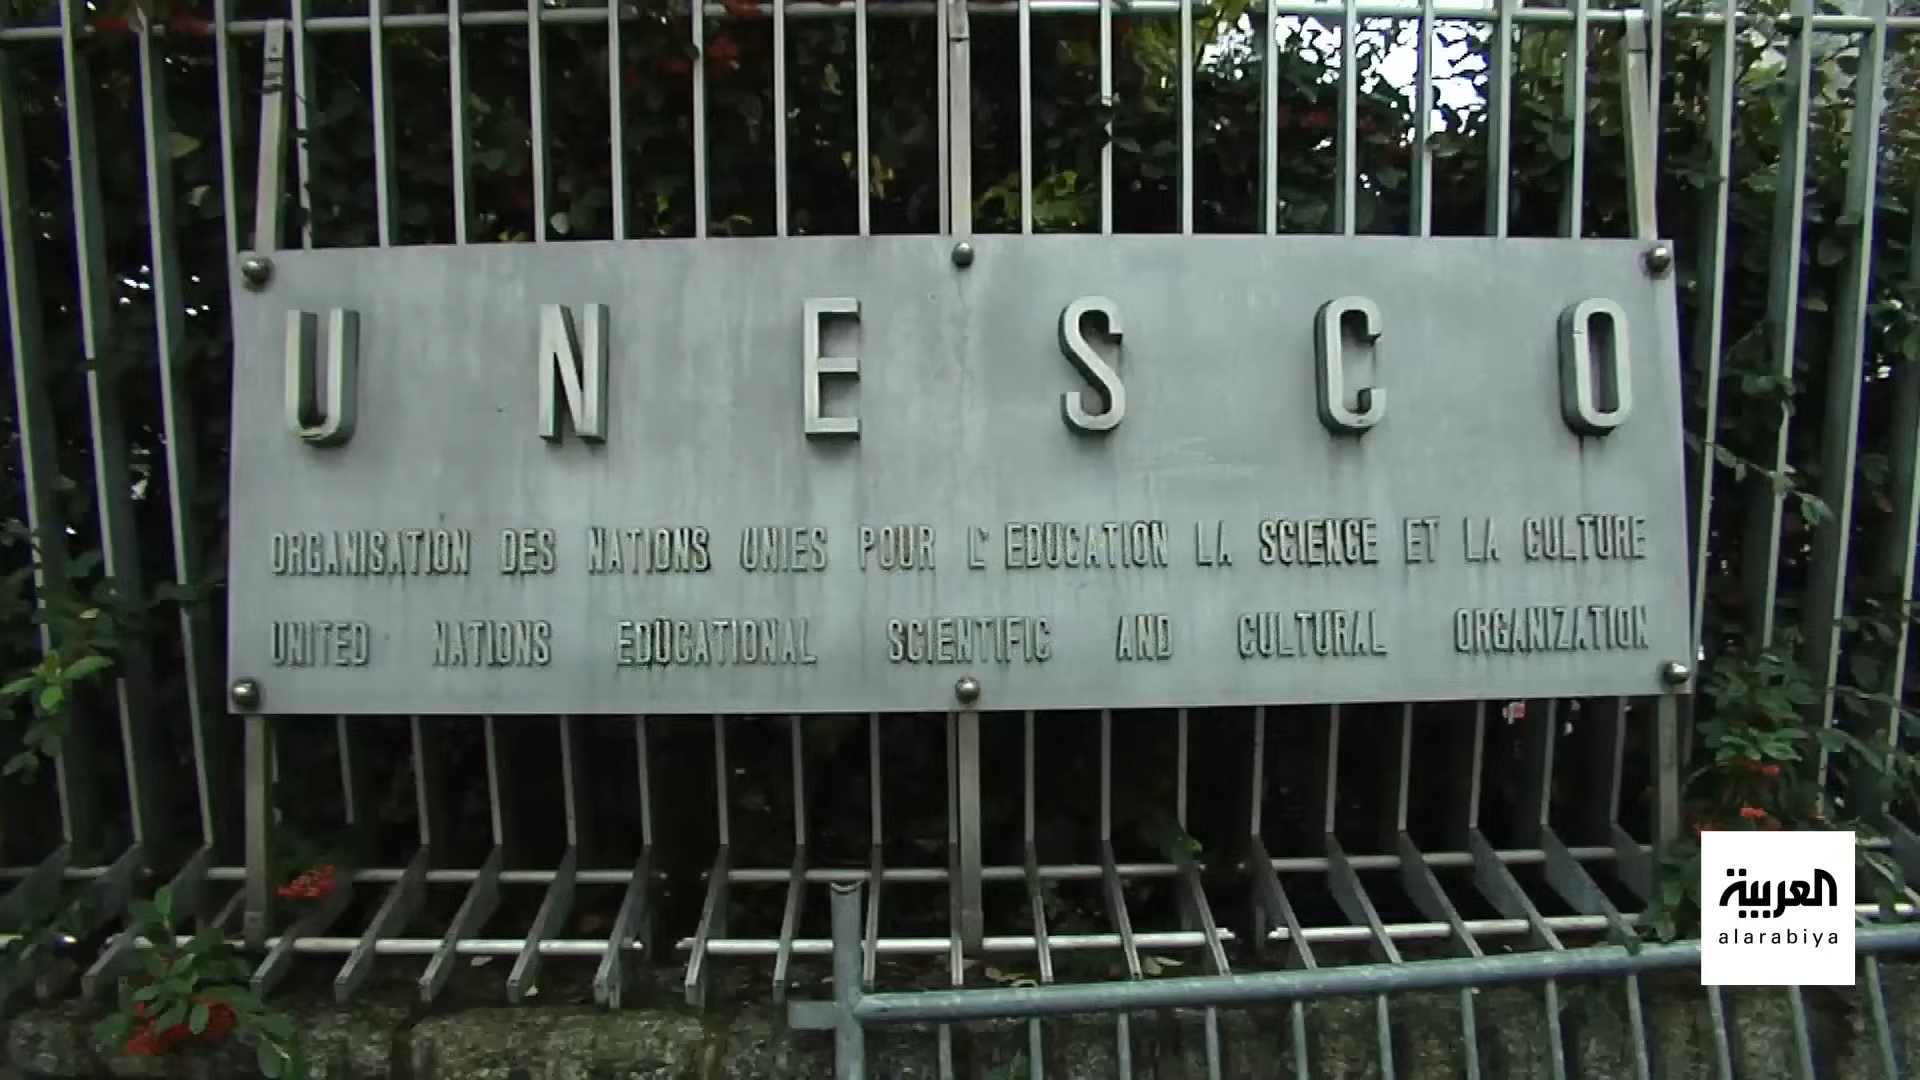 UNESCO
ORGANISATION DES NATIONS UNIES POUR L'EDUCATION LA SCIENCE ET LA CULTURE
UNITED NATIONS EDUCATIONAL SCIENTIFIC AND CULTURAL ORGANIZATION
العربية
alarabiya